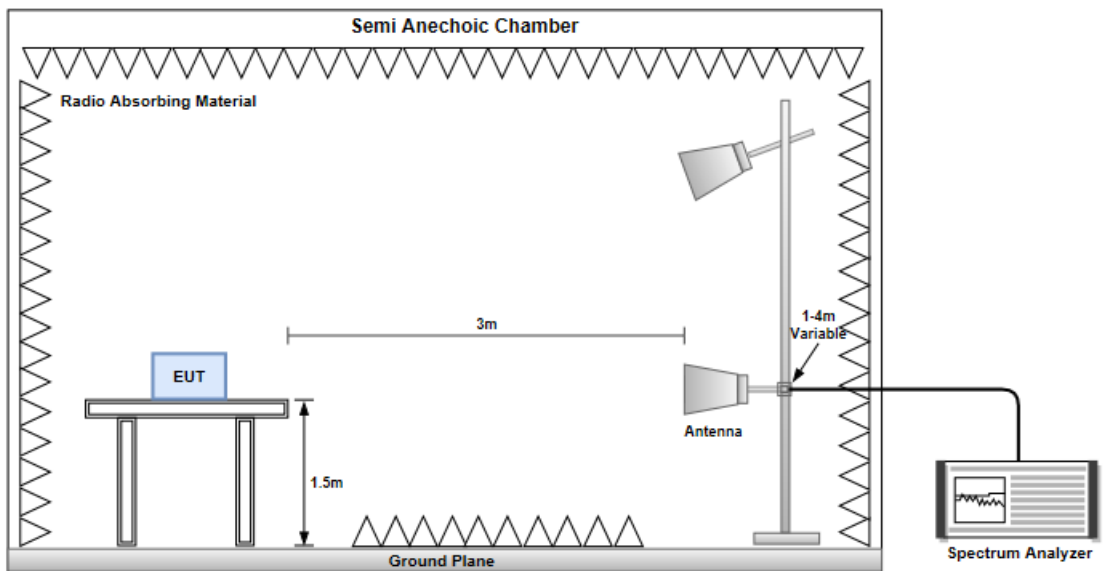 Semi Anechoic Chamber
Radio Absorbing Material
3m
1-4m
Variable
EUT
Antenna
1.5m
Ground Plane
Spectrum Analyzer